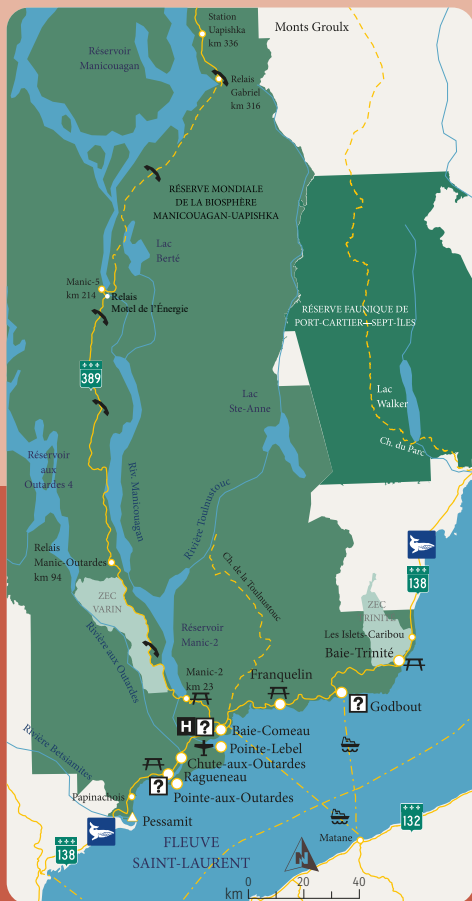 Station
Uapishka
km 336
Monts Groulx
Réservoir
Manicouagan
Relais
Gabriel
km 316
RÉSERVE MONDIALE
DE LA BIOSPHÈRE
MANICOUAGAN-UAPISHKA
Lac
Berté
Manic-5
km 214
Relais
Motel de l'Énergie
RÉSERVE FAUNIQUE DE
PORT-CARTIER—SEPT-ÎLES
389
Lac
Ste-Anne
Lac
Walker
Ch. du Parc
Réservoir
aux
Outardes 4
Riv. Manicouagan
Rivière Toulnustouc
Relais
Manic-Outardes
km 94
Ch. de la Toulnustouc
138
ZEC
VARIN
ZEC
TRINITÉ
Rivière aux Outardes
Réservoir
Manic-2
Les Islets-Caribou
Baie-Trinité
Manic-2
km 23
Franquelin
?
Godbout
H ?
Baie-Comeau
Pointe-Lebel
Rivière Betsiamites
Chute-aux-Outardes
Ragueneau
?
Pointe-aux-Outardes
Papinachois
Pessamit
132
Matane
138
FLEUVE
SAINT-LAURENT
N
km 0 20 40